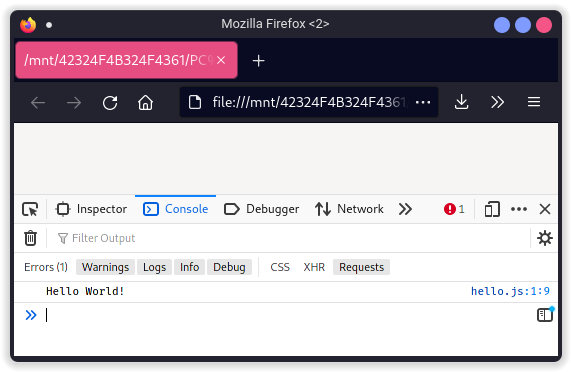 Mozilla Firefox <2>
/mnt/42324F4B324F4361/PC
file:///mnt/42324F4B324F4361
Inspector Console Debugger Network 1
Filter Output
Errors (1) Warnings Logs Info Debug CSS XHR Requests
Hello World! hello.js:1:9